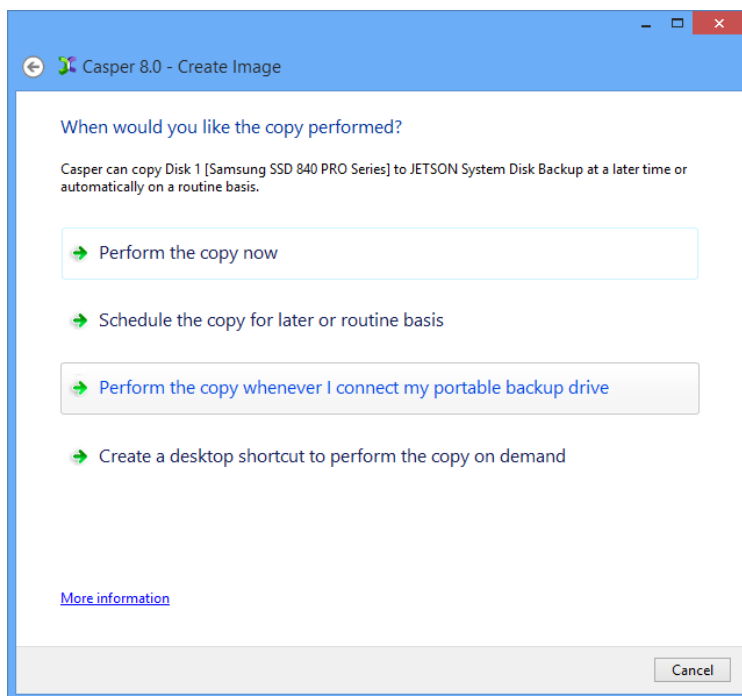 Casper 8.0 - Create Image
When would you like the copy performed?
Casper can copy Disk 1 [Samsung SSD 840 PRO Series] to JETSON System Disk Backup at a later time or
automatically on a routine basis.
Perform the copy now
Schedule the copy for later or routine basis
Perform the copy whenever I connect my portable backup drive
Create a desktop shortcut to perform the copy on demand
More information
Cancel